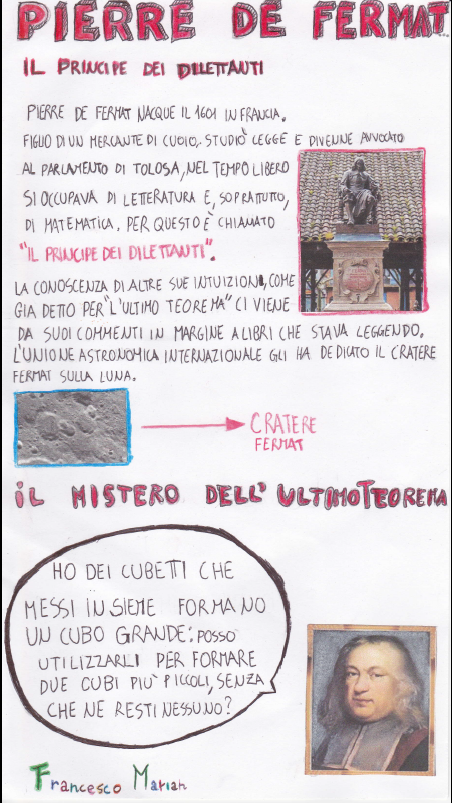 PIERRE DE FERMAT
IL PRINCIPE DEI DILETTANTI
PIERRE DE FERMAT NACQUE IL 1601 IN FRANCIA.
FIGLIO DI UN MERCANTE DI CUOIO, STUDIO' LEGGE E DIVENNE AVVOCATO
AL PARLAMENTO DI TOLOSA, NEL TEMPO LIBERO
SI OCCUPAVA DI LETTERATURA E, SOPRATTUTTO,
DI MATEMATICA. PER QUESTO È CHIAMATO
"IL PRINCIPE DEI DILETTANTI".
LA CONOSCENZA DI ALTRE SUE INTUIZIONI, COME
GIA DETTO PER "L'ULTIMO TEOREMA" CI VIENE
DA SUOI COMMENTI IN MARGINE A LIBRI CHE STAVA LEGGENDO.
L'UNIONE ASTRONOMICA INTERNAZIONALE GLI HA DEDICATO IL CRATERE
FERMAT SULLA LUNA.
CRATERE
FERMAT
IL MISTERO DELL'ULTIMO TEOREMA
HO DEI CUBETTI CHE
MESSI INSIEME FORMANO
UN CUBO GRANDE: POSSO
UTILIZZARLI PER FORMARE
DUE CUBI PIÙ PICCOLI, SENZA
CHE NE RESTI NESSUNO?
Francesco Mariah